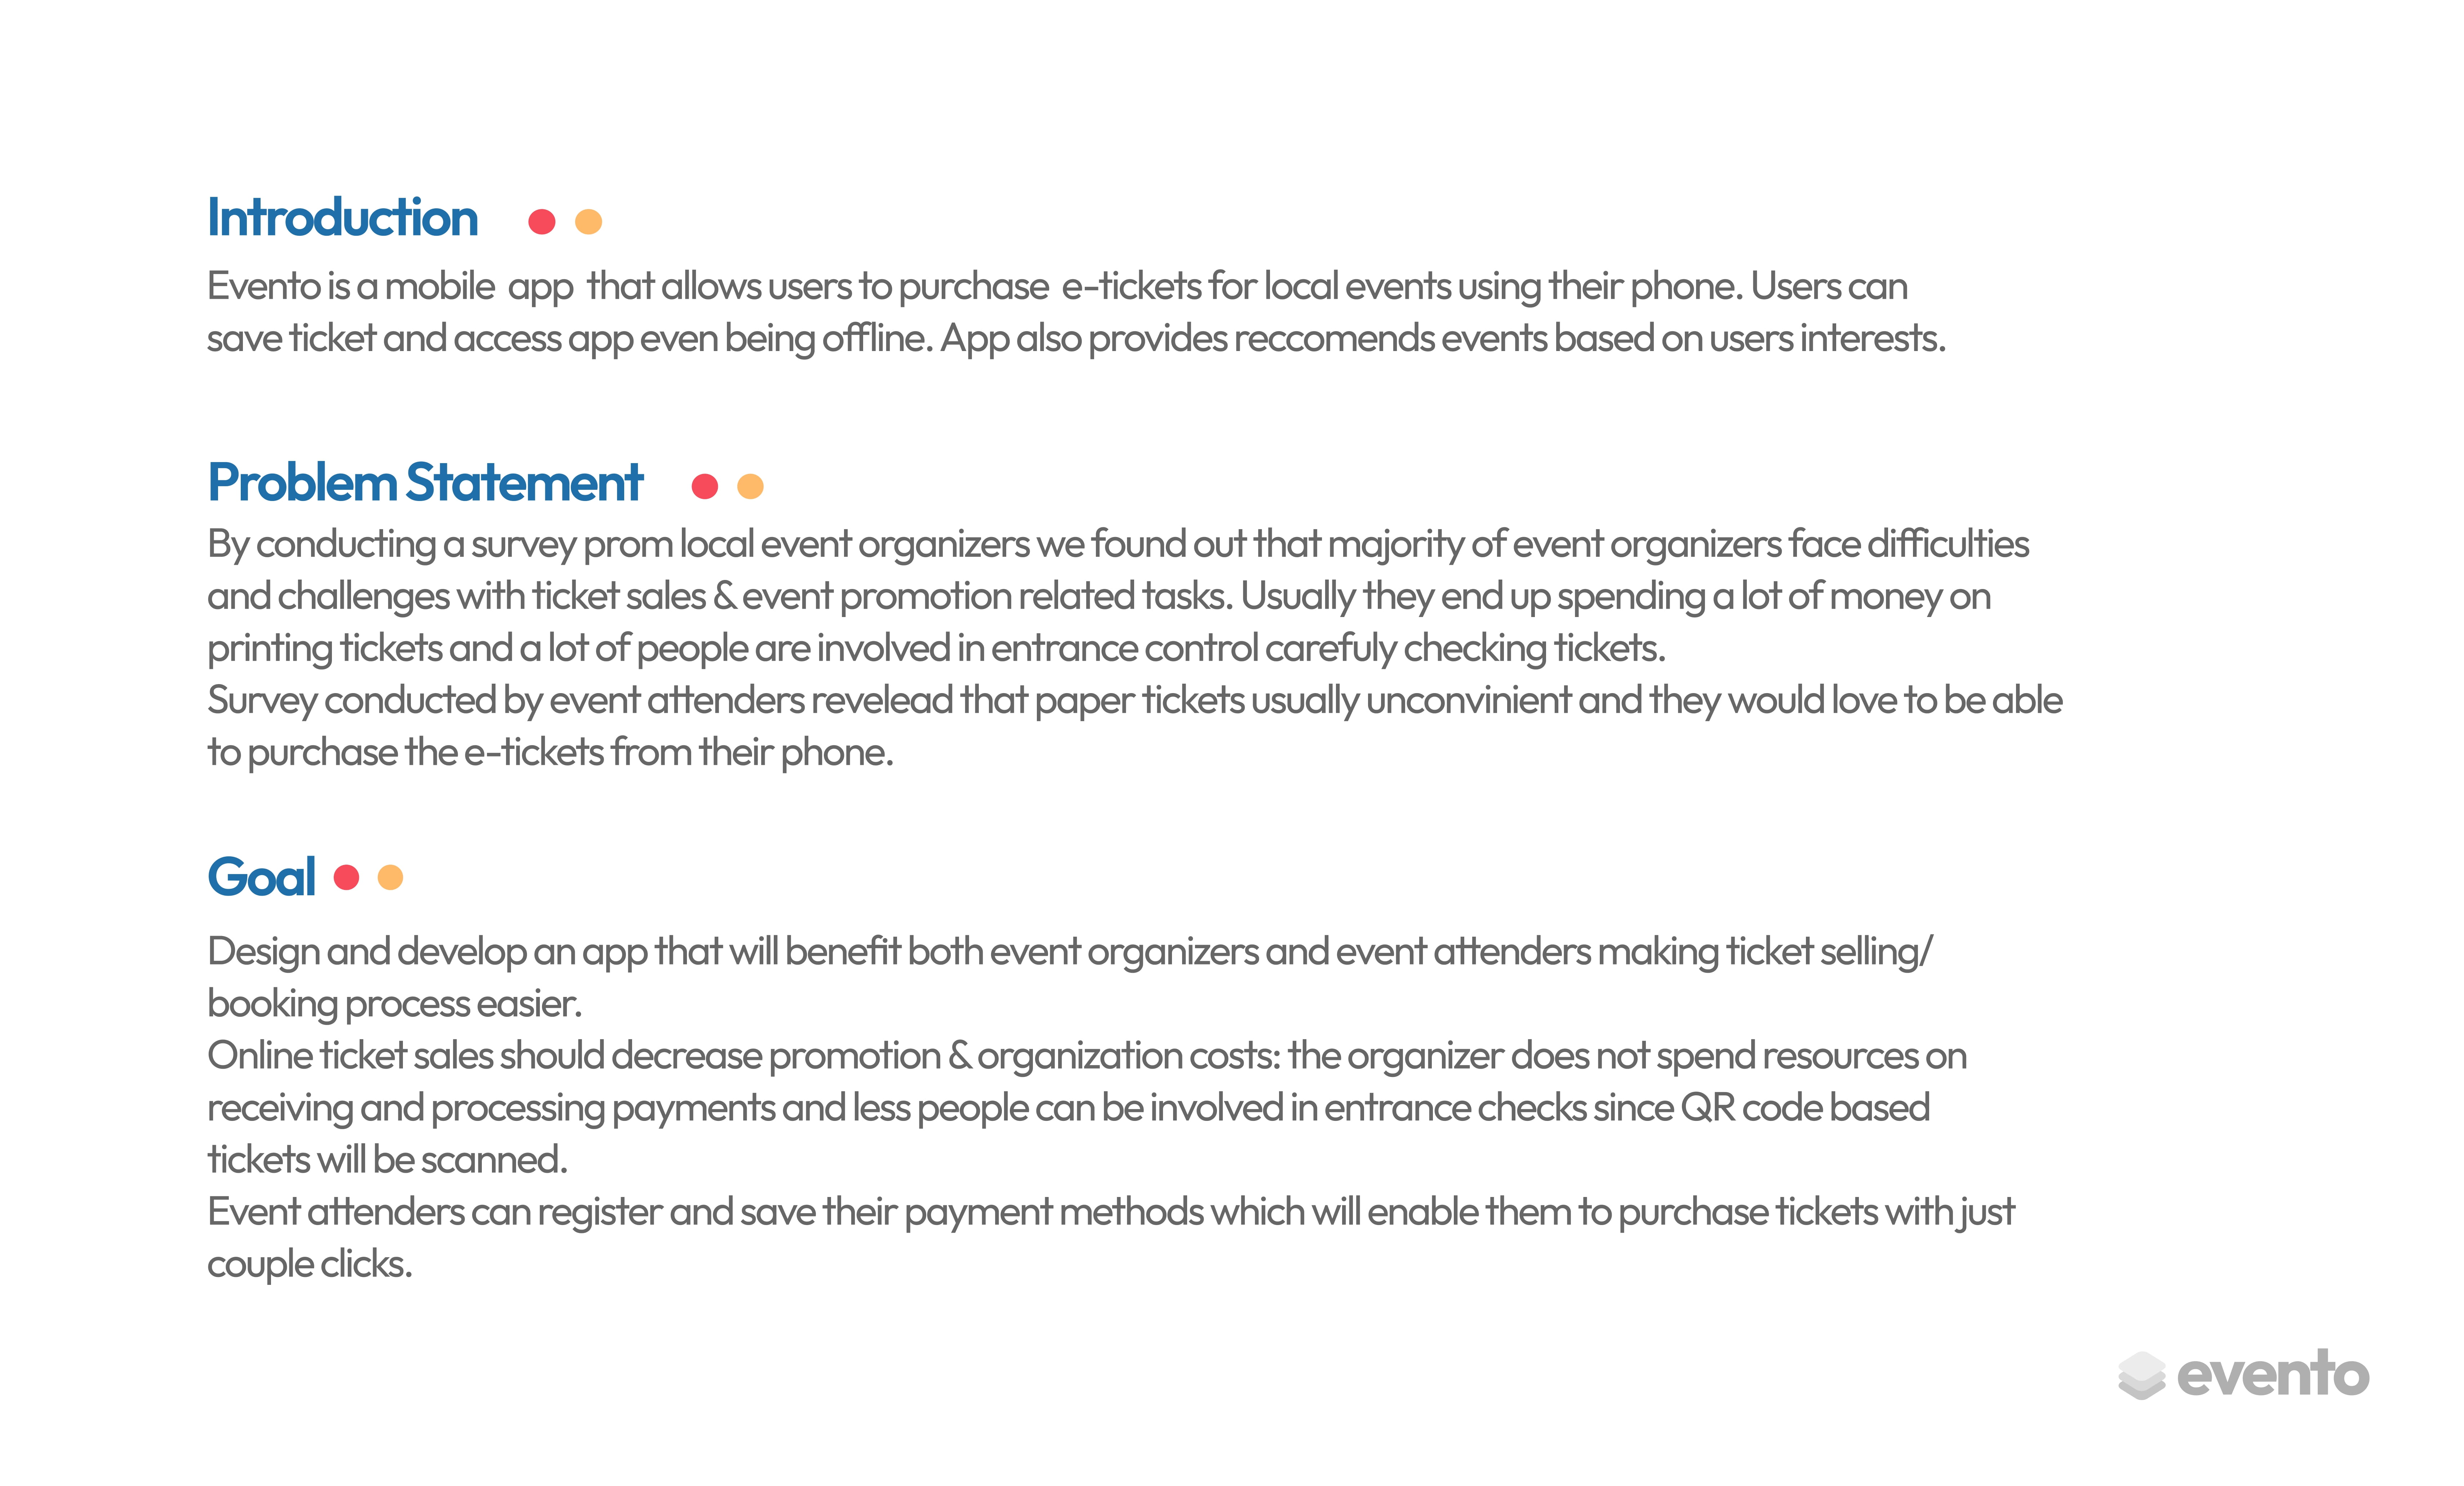 Introduction
Evento is a mobile app that allows users to purchase e-tickets for local events using their phone. Users can
save ticket and access app even being offline. App also provides reccomends events based on users interests.
Problem Statement
By conducting a survey prom local event organizers we found out that majority of event organizers face difficulties
and challenges with ticket sales & event promotion related tasks. Usually they end up spending a lot of money on
printing tickets and a lot of people are involved in entrance control carefuly checking tickets.
Survey conducted by event attenders revelead that paper tickets usually unconvinient and they would love to be able
to purchase the e-tickets from their phone.
Goal
Design and develop an app that will benefit both event organizers and event attenders making ticket selling/
booking process easier.
Online ticket sales should decrease promotion & organization costs: the organizer does not spend resources on
receiving and processing payments and less people can be involved in entrance checks since QR code based
tickets will be scanned.
Event attenders can register and save their payment methods which will enable them to purchase tickets with just
couple clicks.
evento